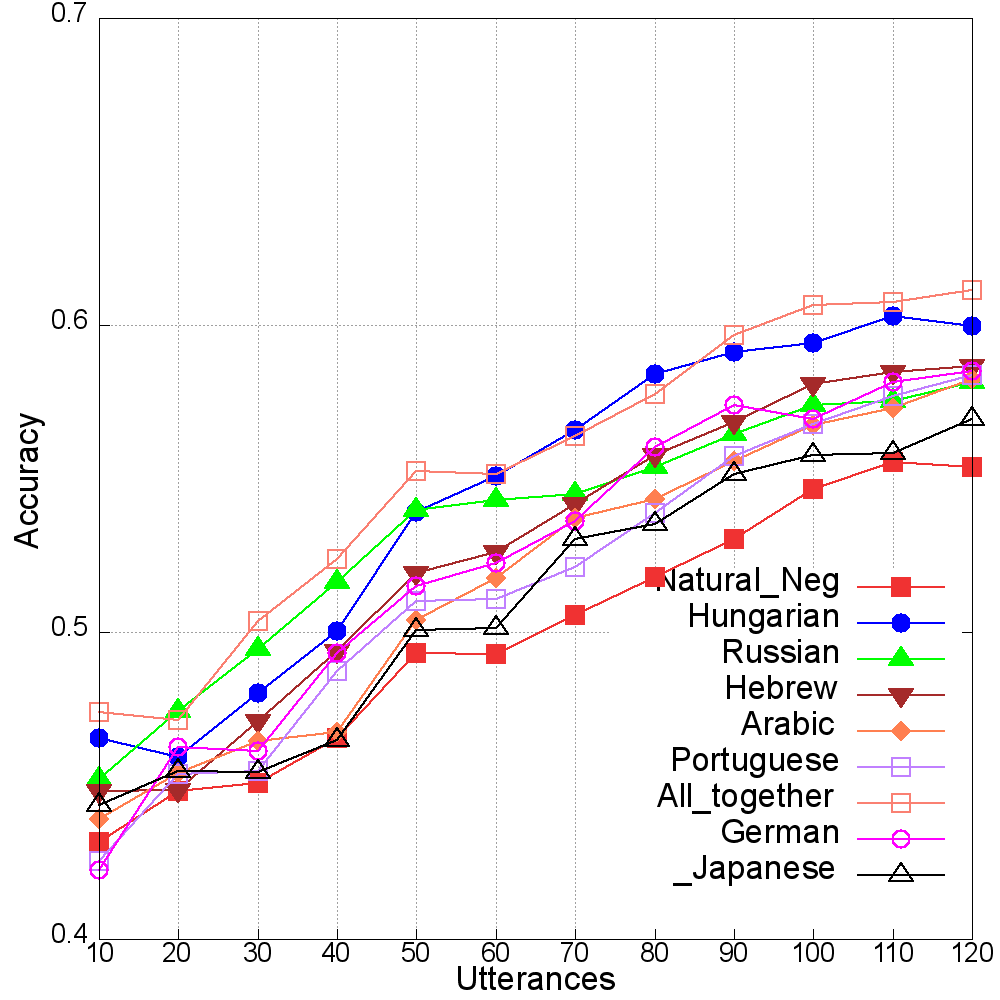 0.7
0.6
0.5
0.4
Accuracy
Natural_Neg
Hungarian
Russian
Hebrew
Arabic
Portuguese
All_together
German
_Japanese
10 20 30 40 50 60 70 80 90 100 110 120
Utterances